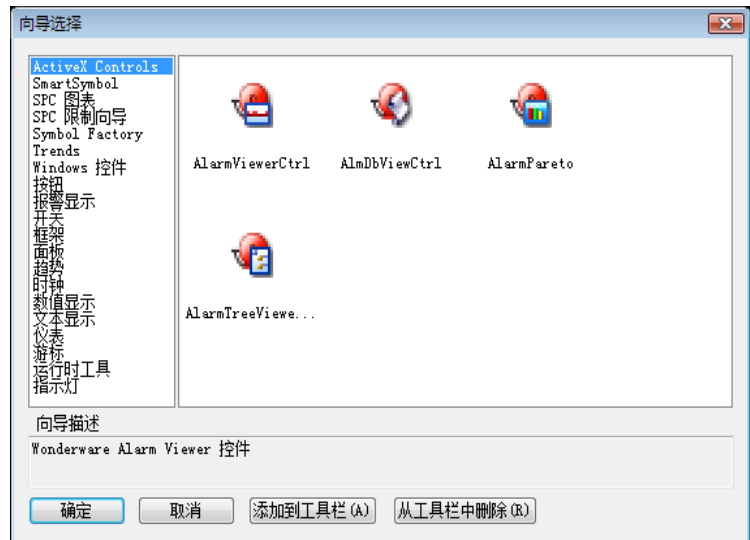 向导选择
ActiveX Controls
SmartSymbol
SPC 图表
SPC 限制向导
Symbol Factory
Trends
Windows 控件
按钮
报警显示
开关
框架
面板
趋势
时钟
数值显示
文本显示
仪表
游标
运行时工具
指示灯
AlarmViewerCtrl
AlmDbViewCtrl
AlarmPareto
AlarmTreeViewe...
向导描述
Wonderware Alarm Viewer 控件
确定
取消
添加到工具栏(A)
从工具栏中删除(R)